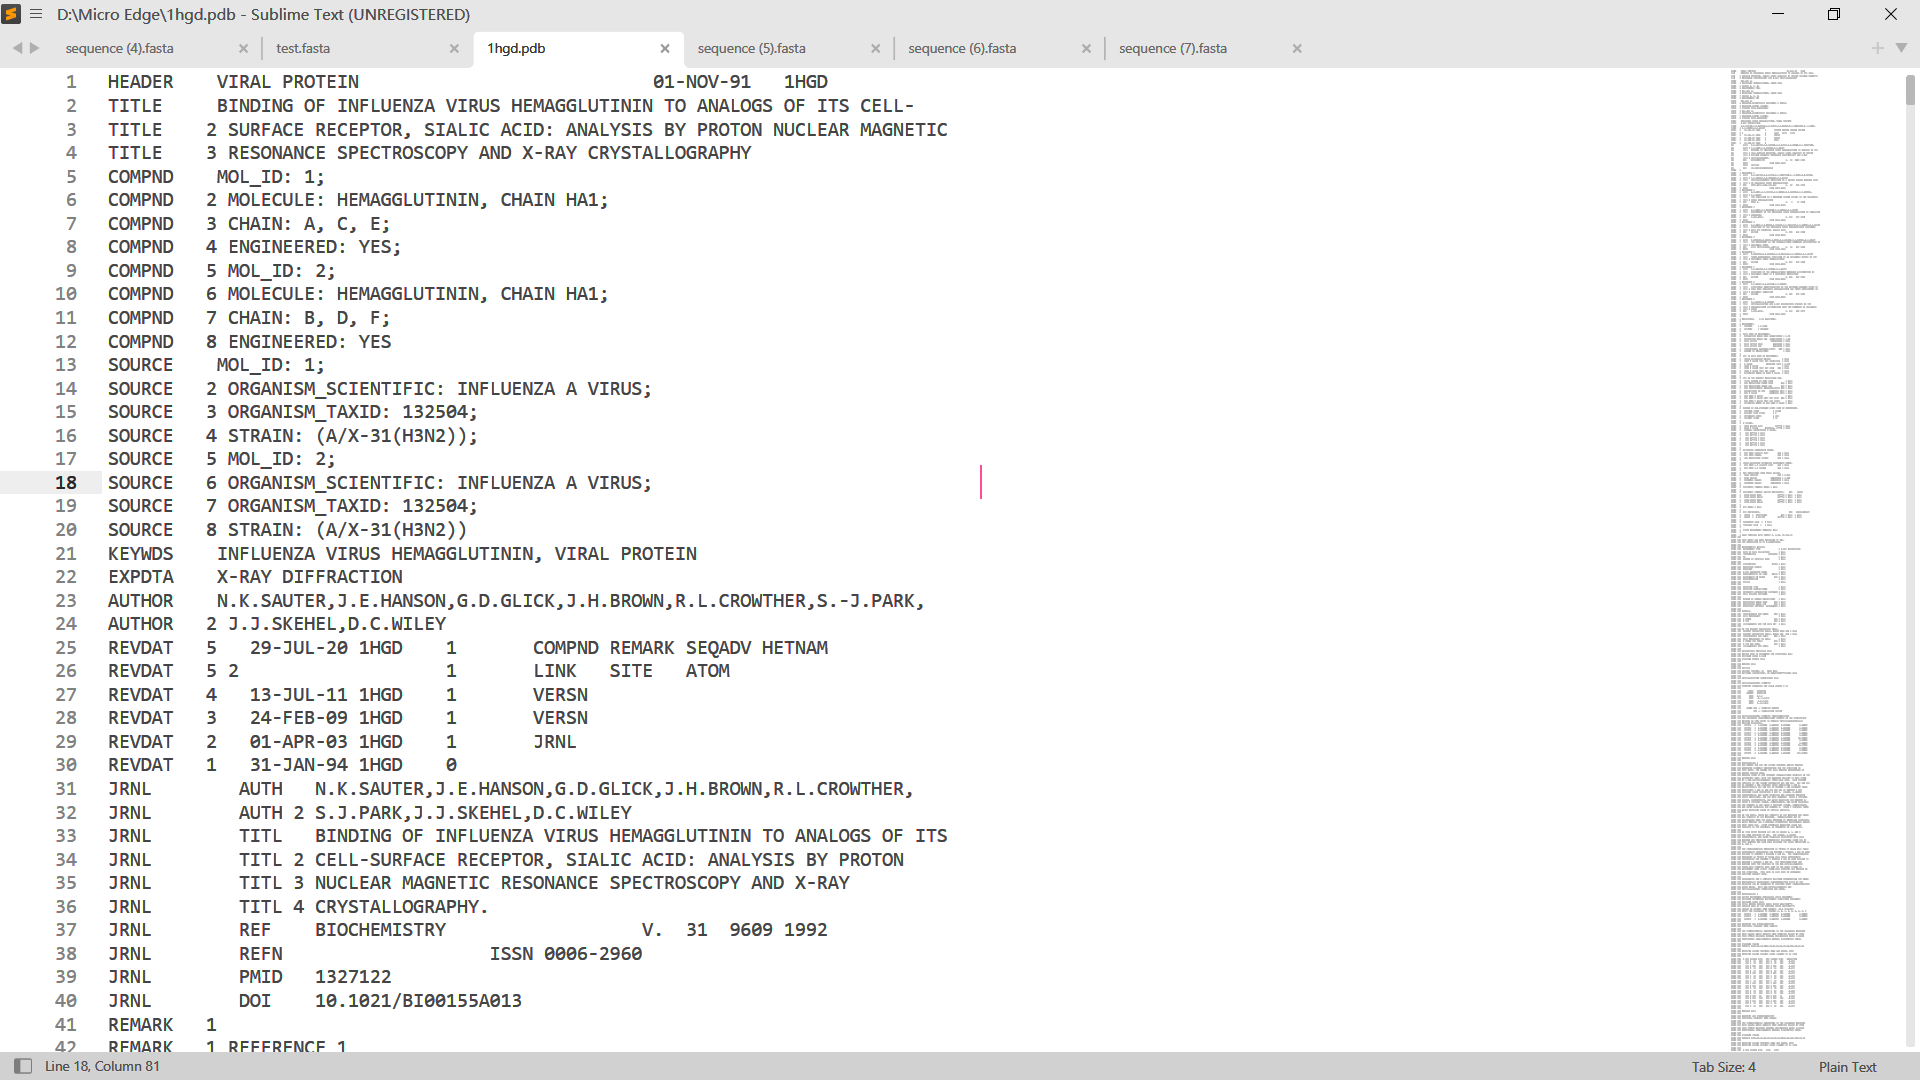 D:\Micro Edge\1hgd.pdb - Sublime Text (UNREGISTERED)
sequence (4).fasta test.fasta 1hgd.pdb sequence (5).fasta sequence (6).fasta sequence (7).fasta
1 HEADER VIRAL PROTEIN 01-NOV-91 1HGD
2 TITLE BINDING OF INFLUENZA VIRUS HEMAGGLUTININ TO ANALOGS OF ITS CELL-
3 TITLE 2 SURFACE RECEPTOR, SIALIC ACID: ANALYSIS BY PROTON NUCLEAR MAGNETIC
4 TITLE 3 RESONANCE SPECTROSCOPY AND X-RAY CRYSTALLOGRAPHY
5 COMPND MOL_ID: 1;
6 COMPND 2 MOLECULE: HEMAGGLUTININ, CHAIN HA1;
7 COMPND 3 CHAIN: A, C, E;
8 COMPND 4 ENGINEERED: YES;
9 COMPND 5 MOL_ID: 2;
10 COMPND 6 MOLECULE: HEMAGGLUTININ, CHAIN HA1;
11 COMPND 7 CHAIN: B, D, F;
12 COMPND 8 ENGINEERED: YES
13 SOURCE MOL_ID: 1;
14 SOURCE 2 ORGANISM_SCIENTIFIC: INFLUENZA A VIRUS;
15 SOURCE 3 ORGANISM_TAXID: 132504;
16 SOURCE 4 STRAIN: (A/X-31(H3N2));
17 SOURCE 5 MOL_ID: 2;
18 SOURCE 6 ORGANISM_SCIENTIFIC: INFLUENZA A VIRUS;
19 SOURCE 7 ORGANISM_TAXID: 132504;
20 SOURCE 8 STRAIN: (A/X-31(H3N2))
21 KEYWDS INFLUENZA VIRUS HEMAGGLUTININ, VIRAL PROTEIN
22 EXPDTA X-RAY DIFFRACTION
23 AUTHOR N.K.SAUTER,J.E.HANSON,G.D.GLICK,J.H.BROWN,R.L.CROWTHER,S.-J.PARK,
24 AUTHOR 2 J.J.SKEHEL,D.C.WILEY
25 REVDAT 5 29-JUL-20 1HGD 1 COMPND REMARK SEQADV HETNAM
26 REVDAT 5 2 1 LINK SITE ATOM
27 REVDAT 4 13-JUL-11 1HGD 1 VERSN
28 REVDAT 3 24-FEB-09 1HGD 1 VERSN
29 REVDAT 2 01-APR-03 1HGD 1 JRNL
30 REVDAT 1 31-JAN-94 1HGD 0
31 JRNL AUTH N.K.SAUTER,J.E.HANSON,G.D.GLICK,J.H.BROWN,R.L.CROWTHER,
32 JRNL AUTH 2 S.J.PARK,J.J.SKEHEL,D.C.WILEY
33 JRNL TITL BINDING OF INFLUENZA VIRUS HEMAGGLUTININ TO ANALOGS OF ITS
34 JRNL TITL 2 CELL-SURFACE RECEPTOR, SIALIC ACID: ANALYSIS BY PROTON
35 JRNL TITL 3 NUCLEAR MAGNETIC RESONANCE SPECTROSCOPY AND X-RAY
36 JRNL TITL 4 CRYSTALLOGRAPHY.
37 JRNL REF BIOCHEMISTRY V. 31 9609 1992
38 JRNL REFN ISSN 0006-2960
39 JRNL PMID 1327122
40 JRNL DOI 10.1021/BI00155A013
41 REMARK 1
42 REMARK 1 REFERENCE 1
Line 18, Column 81 Tab Size: 4 Plain Text